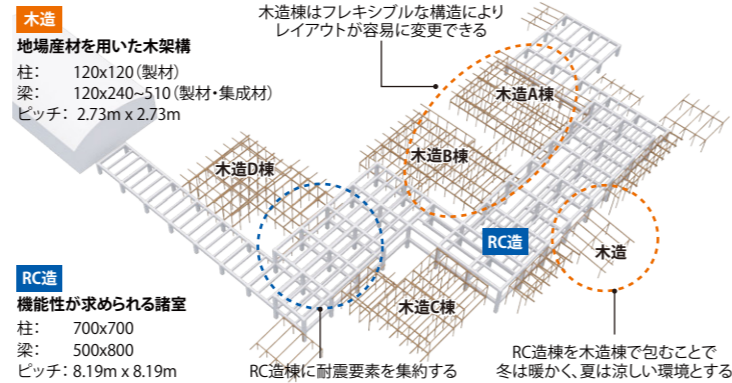 木造
地場産材を用いた木架構
柱： 120x120（製材）
梁： 120x240~510（製材・集成材）
ピッチ： 2.73m x 2.73m
木造棟はフレキシブルな構造により
レイアウトが容易に変更できる
木造A棟
木造B棟
木造D棟
RC造
木造
木造C棟
RC造
機能性が求められる諸室
柱： 700x700
梁： 500x800
ピッチ： 8.19m x 8.19m
RC造棟に耐震要素を集約する
RC造棟を木造棟で包むことで
冬は暖かく、夏は涼しい環境とする